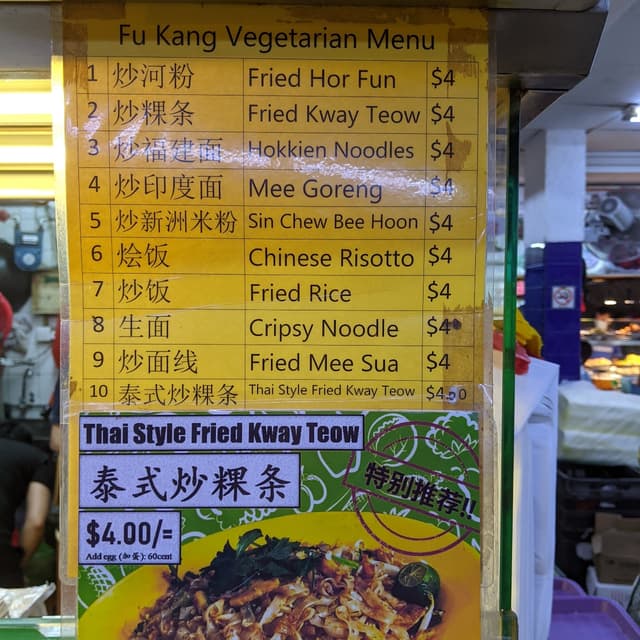 Fu Kang Vegetarian Menu
1 炒河粉 Fried Hor Fun $4
2 炒粿条 Fried Kway Teow $4
3 炒福建面 Hokkien Noodles $4
4 炒印度面 Mee Goreng $4
5 炒新洲米粉 Sin Chew Bee Hoon $4
6 烩饭 Chinese Risotto $4
7 炒饭 Fried Rice $4
8 生面 Cripsy Noodle $4
9 炒面线 Fried Mee Sua $4
10 泰式炒粿条 Thai Style Fried Kway Teow $4.00
Thai Style Fried Kway Teow
泰式炒粿条
特别推荐!!
$4.00/=
Add egg (加蛋): 60cent